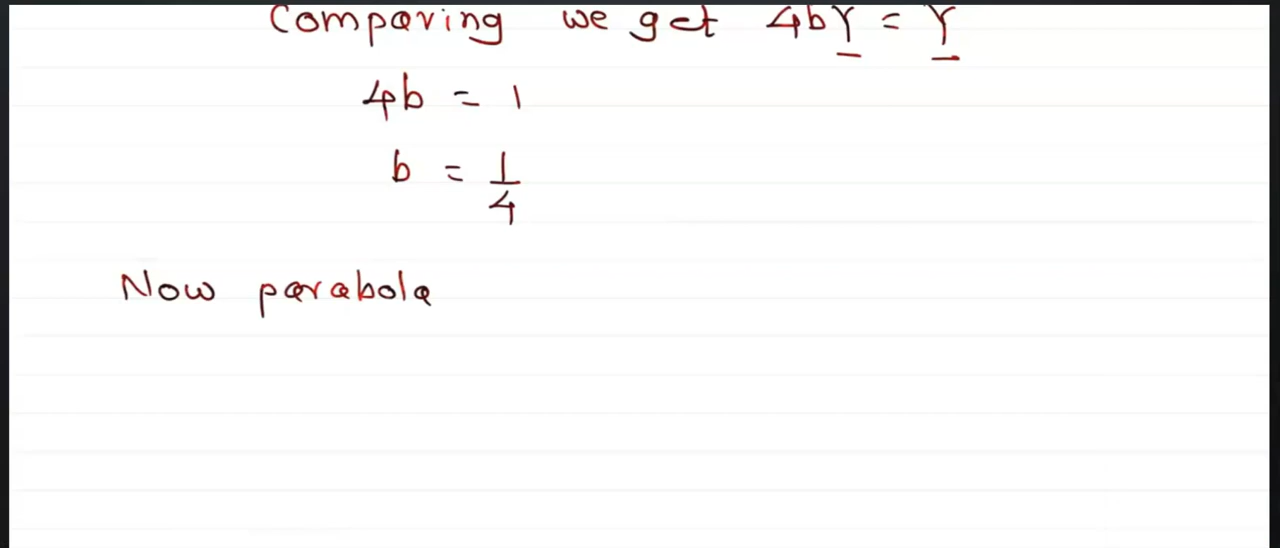 Comparing we get 4bY = Y
4b = 1
b = 1/4
Now parabola